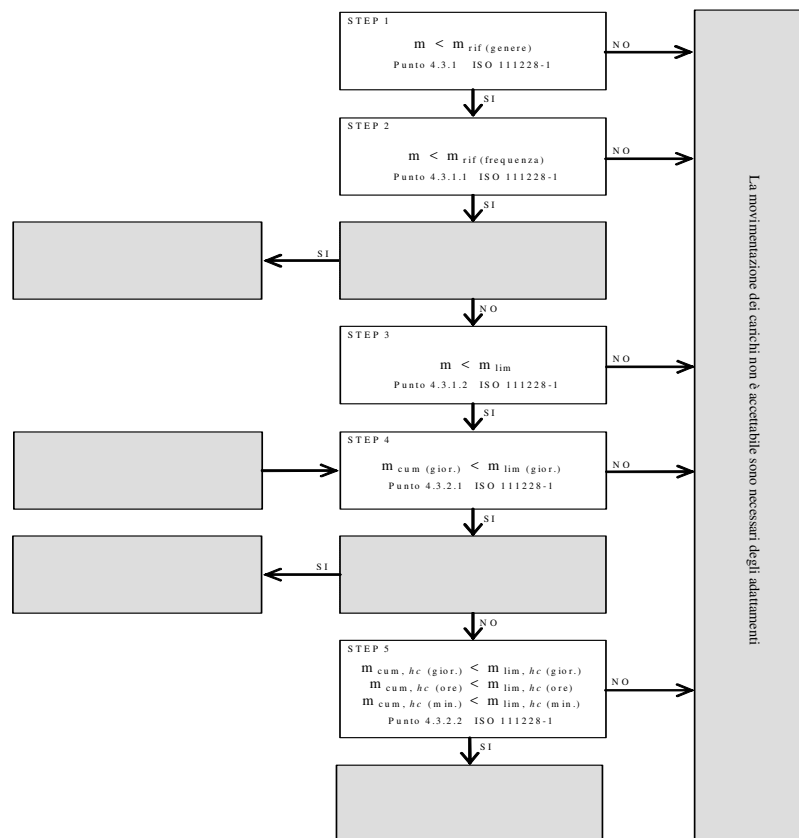 STEP 1
m < m rif (genere)
Punto 4.3.1 ISO 111228-1
NO
SI
STEP 2
m < m rif (frequenza)
Punto 4.3.1.1 ISO 111228-1
NO
SI
SI
NO
STEP 3
m < m lim
Punto 4.3.1.2 ISO 111228-1
NO
SI
STEP 4
m cum (gior.) < m lim (gior.)
Punto 4.3.2.1 ISO 111228-1
NO
SI
SI
NO
STEP 5
m cum, hc (gior.) < m lim, hc (gior.)
m cum, hc (ore) < m lim, hc (ore)
m cum, hc (min.) < m lim, hc (min.)
Punto 4.3.2.2 ISO 111228-1
NO
SI
La movimentazione dei carichi non è accettabile sono necessari degli adattamenti